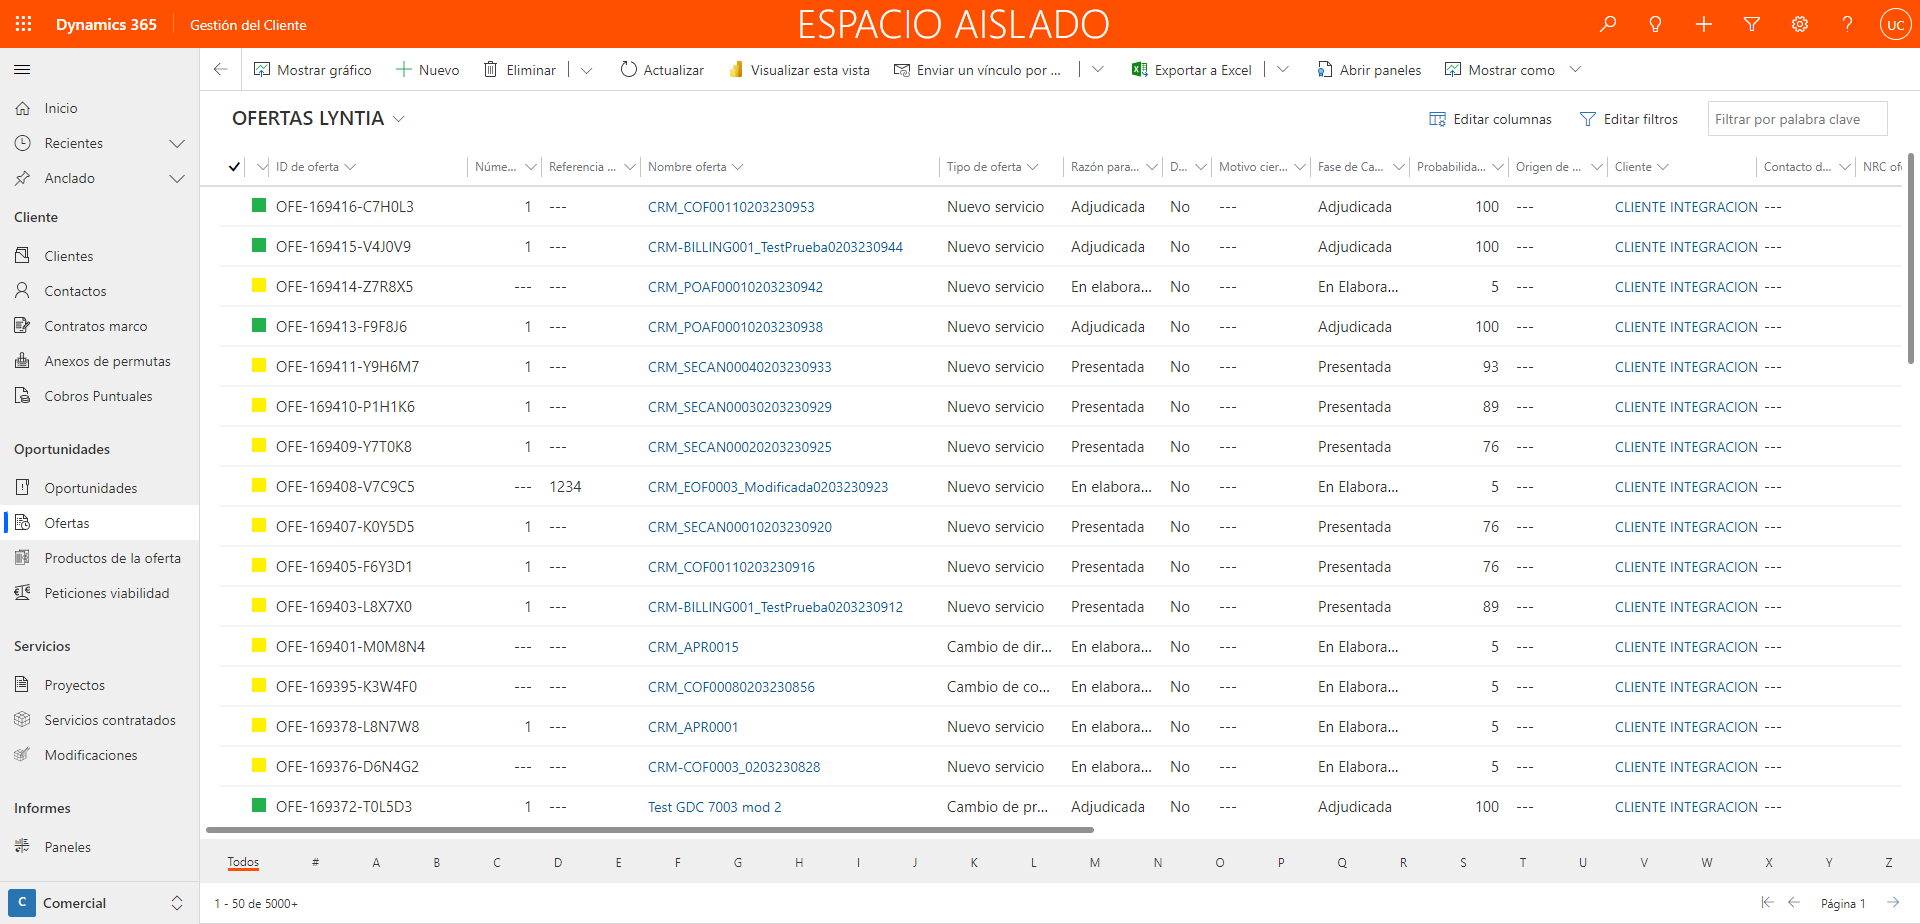 Dynamics 365 Gestión del Cliente ESPACIO AISLADO UC
Mostrar gráfico Nuevo Eliminar Actualizar Visualizar esta vista Enviar un vínculo por ... Exportar a Excel Abrir paneles Mostrar como
Inicio
Recientes
Anclado
Cliente
Clientes
Contactos
Contratos marco
Anexos de permutas
Cobros Puntuales
Oportunidades
Oportunidades
Ofertas
Productos de la oferta
Peticiones viabilidad
Servicios
Proyectos
Servicios contratados
Modificaciones
Informes
Paneles
C Comercial
OFERTAS LYNTIA Editar columnas Editar filtros Filtrar por palabra clave
ID de oferta Núme... Referencia ... Nombre oferta Tipo de oferta Razón para... D... Motivo cier... Fase de Ca... Probabilida... Origen de ... Cliente Contacto d... NRC of
OFE-169416-C7H0L3 1 --- CRM_COF00110203230953 Nuevo servicio Adjudicada No --- Adjudicada 100 --- CLIENTE INTEGRACION ---
OFE-169415-V4J0V9 1 --- CRM-BILLING001_TestPrueba0203230944 Nuevo servicio Adjudicada No --- Adjudicada 100 --- CLIENTE INTEGRACION ---
OFE-169414-Z7R8X5 --- --- CRM_POAF00010203230942 Nuevo servicio En elabora... No --- En Elabora... 5 --- CLIENTE INTEGRACION ---
OFE-169413-F9F8J6 1 --- CRM_POAF00010203230938 Nuevo servicio Adjudicada No --- Adjudicada 100 --- CLIENTE INTEGRACION ---
OFE-169411-Y9H6M7 1 --- CRM_SECAN00040203230933 Nuevo servicio Presentada No --- Presentada 93 --- CLIENTE INTEGRACION ---
OFE-169410-P1H1K6 1 --- CRM_SECAN00030203230929 Nuevo servicio Presentada No --- Presentada 89 --- CLIENTE INTEGRACION ---
OFE-169409-Y7T0K8 1 --- CRM_SECAN00020203230925 Nuevo servicio Presentada No --- Presentada 76 --- CLIENTE INTEGRACION ---
OFE-169408-V7C9C5 --- 1234 CRM_EOF0003_Modificada0203230923 Nuevo servicio En elabora... No --- En Elabora... 5 --- CLIENTE INTEGRACION ---
OFE-169407-K0Y5D5 1 --- CRM_SECAN00010203230920 Nuevo servicio Presentada No --- Presentada 76 --- CLIENTE INTEGRACION ---
OFE-169405-F6Y3D1 1 --- CRM_COF00110203230916 Nuevo servicio Presentada No --- Presentada 76 --- CLIENTE INTEGRACION ---
OFE-169403-L8X7X0 1 --- CRM-BILLING001_TestPrueba0203230912 Nuevo servicio Presentada No --- Presentada 89 --- CLIENTE INTEGRACION ---
OFE-169401-M0M8N4 --- --- CRM_APR0015 Cambio de dir... En elabora... No --- En Elabora... 5 --- CLIENTE INTEGRACION ---
OFE-169395-K3W4F0 --- --- CRM_COF00080203230856 Cambio de co... En elabora... No --- En Elabora... 5 --- CLIENTE INTEGRACION ---
OFE-169378-L8N7W8 1 --- CRM_APR0001 Nuevo servicio En elabora... No --- En Elabora... 5 --- CLIENTE INTEGRACION ---
OFE-169376-D6N4G2 --- --- CRM-COF0003_0203230828 Nuevo servicio En elabora... No --- En Elabora... 5 --- CLIENTE INTEGRACION ---
OFE-169372-T0L5D3 1 --- Test GDC 7003 mod 2 Cambio de pr... Adjudicada No --- Adjudicada 100 --- CLIENTE INTEGRACION ---
Todos # A B C D E F G H I J K L M N O P Q R S T U V W X Y Z
1 - 50 de 5000+ Página 1